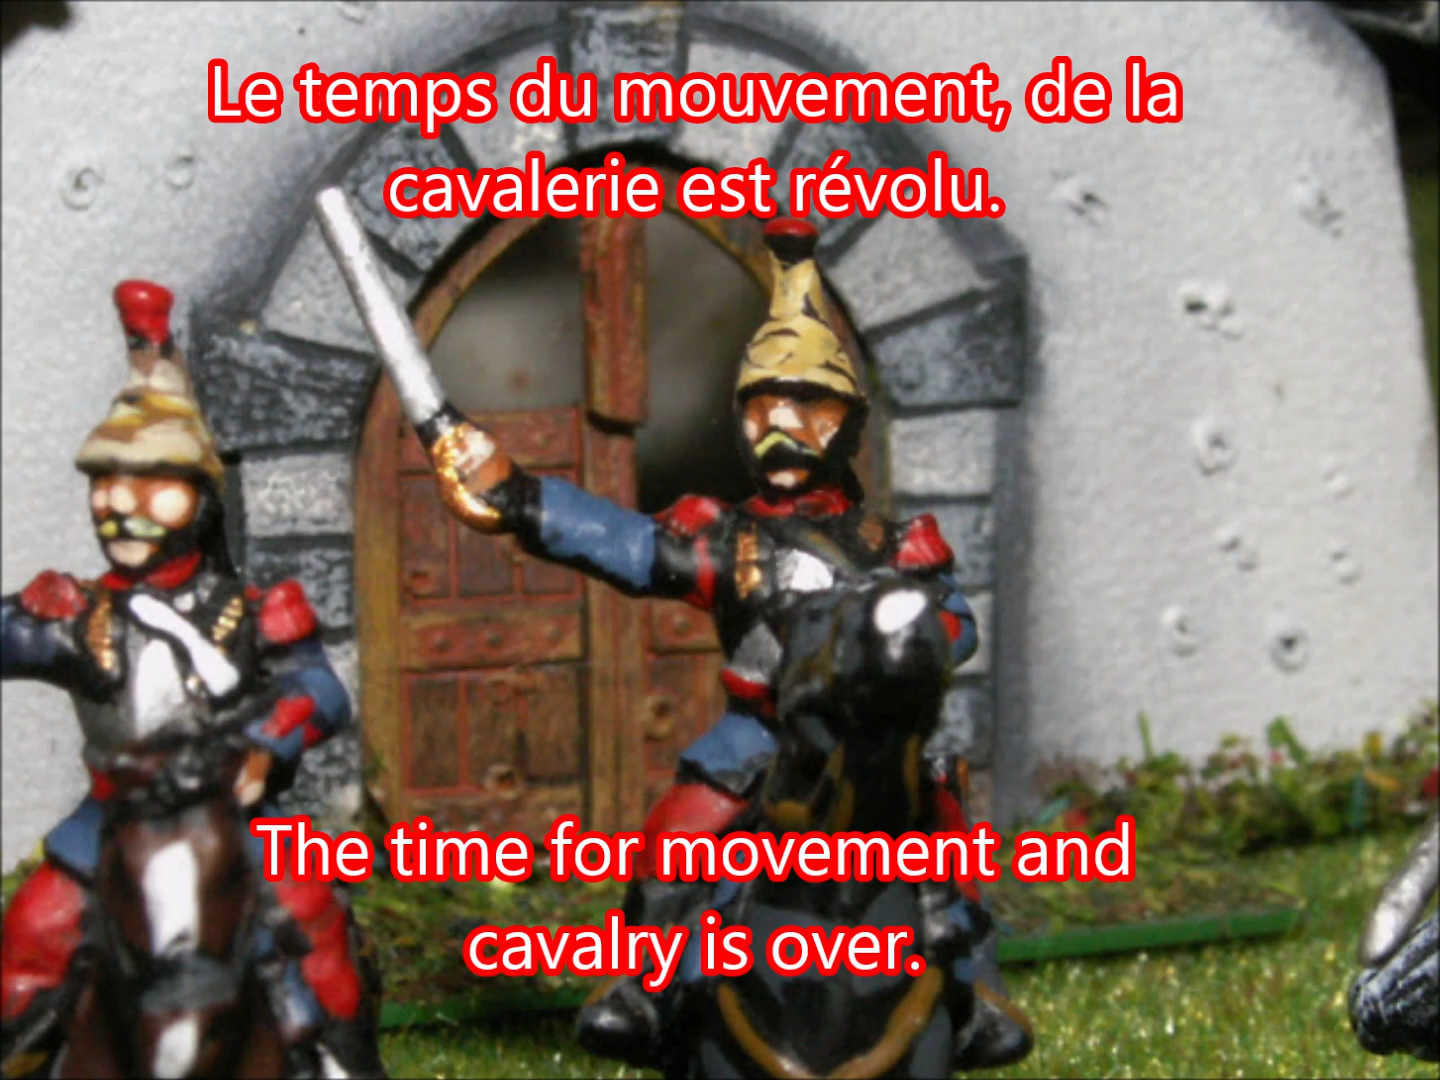 Le temps du mouvement, de la
cavalerie est révolu.
The time for movement and
cavalry is over.